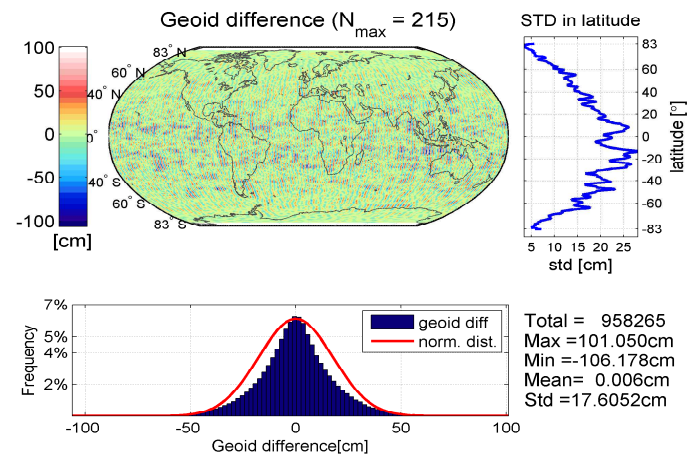 Geoid difference (N_max = 215)
STD in latitude
100
50
0
-50
-100
[cm]
83° N
60° N
40° N
0°
40° S
60° S
83° S
83
60
40
20
0
-20
-40
-60
-83
latitude [°]
5 10 15 20 25
std [cm]
7%
5%
4%
2%
Frequency
geoid diff
norm. dist.
-100 -50 0 50 100
Geoid difference[cm]
Total = 958265
Max =101.050cm
Min =-106.178cm
Mean= 0.006cm
Std =17.6052cm